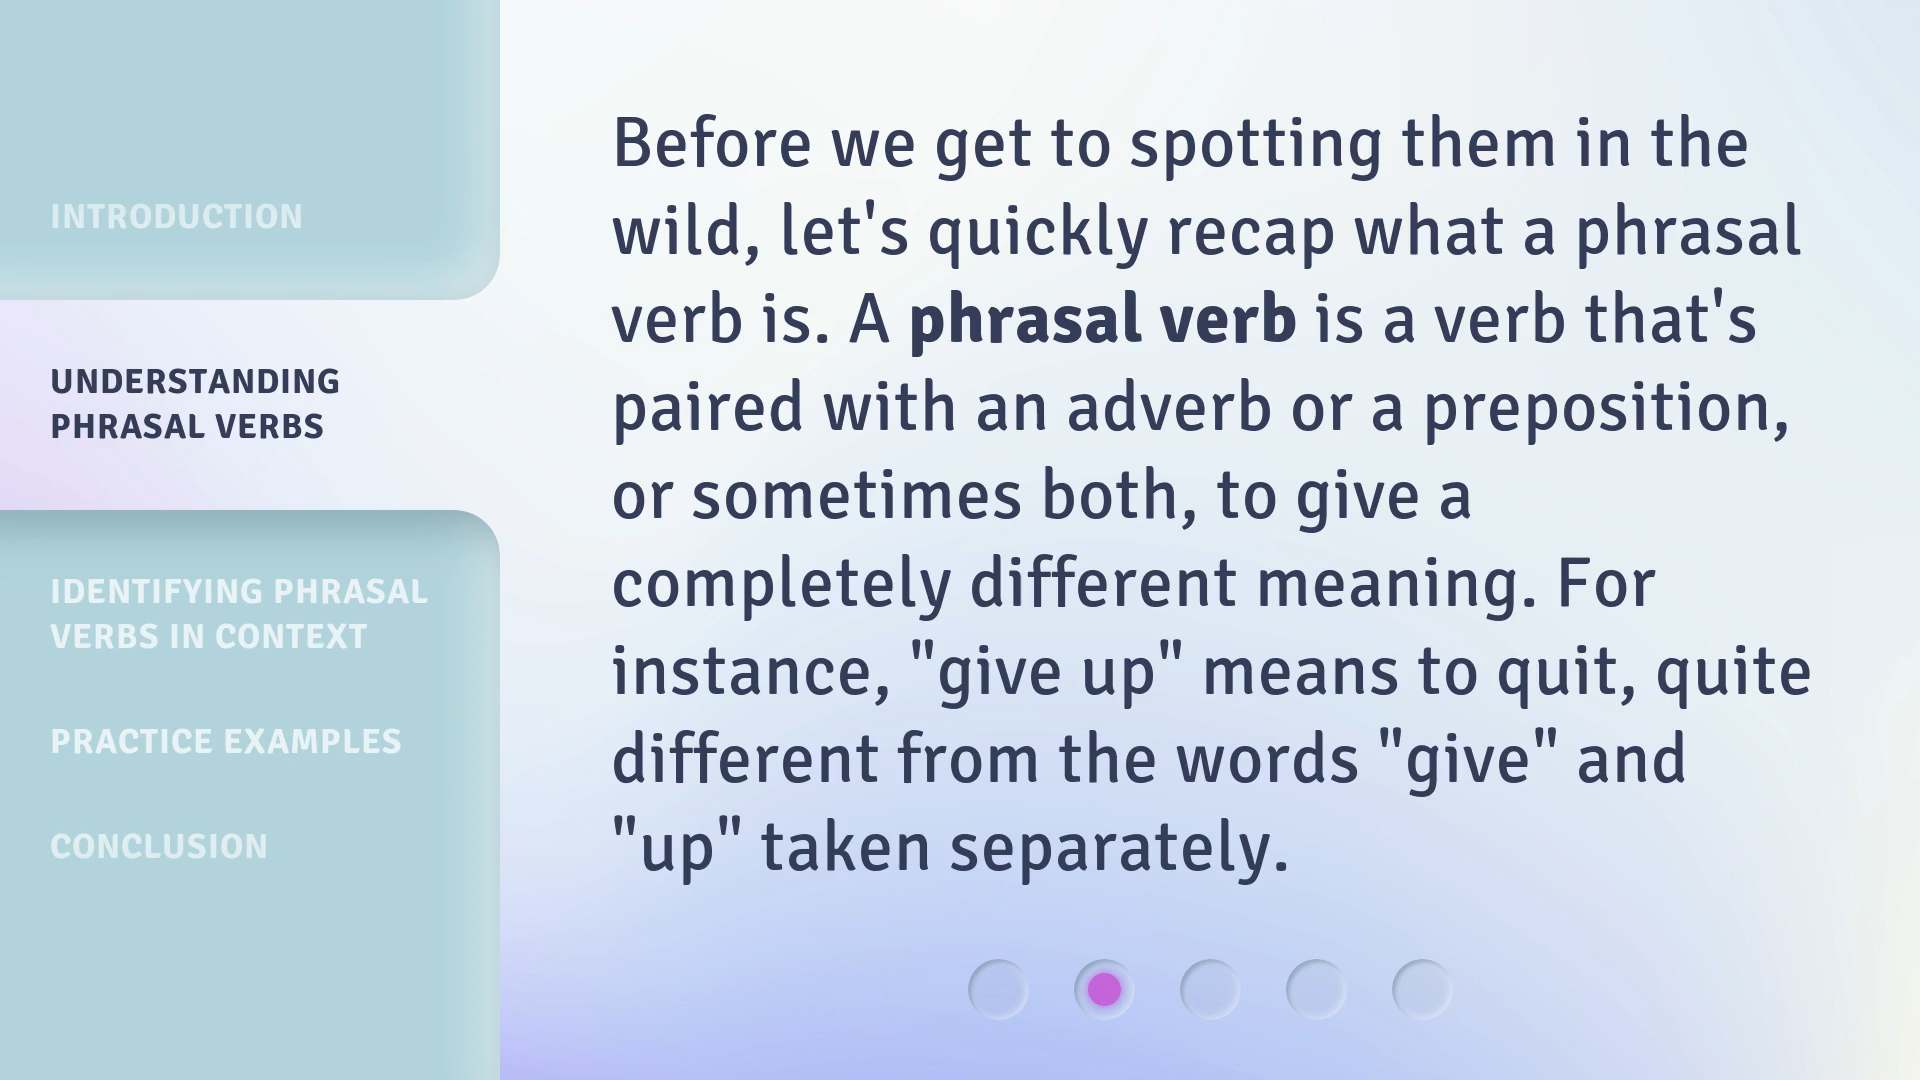 INTRODUCTION
UNDERSTANDING
PHRASAL VERBS
IDENTIFYING PHRASAL
VERBS IN CONTEXT
PRACTICE EXAMPLES
CONCLUSION
Before we get to spotting them in the
wild, let's quickly recap what a phrasal
verb is. A phrasal verb is a verb that's
paired with an adverb or a preposition,
or sometimes both, to give a
completely different meaning. For
instance, "give up" means to quit, quite
different from the words "give" and
"up" taken separately.